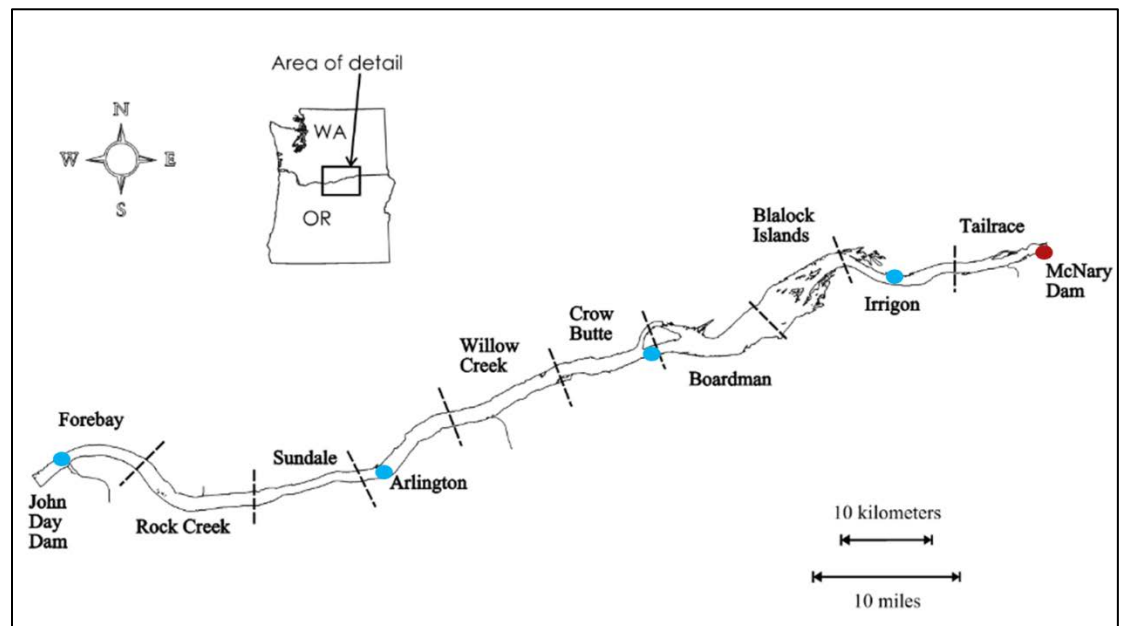 Area of detail
N
W
E
S
WA
OR
Blalock
Islands
Tailrace
McNary
Dam
Irrigon
Crow
Butte
Boardman
Willow
Creek
Forebay
Sundale
Arlington
John
Day
Dam
Rock Creek
10 kilometers
10 miles